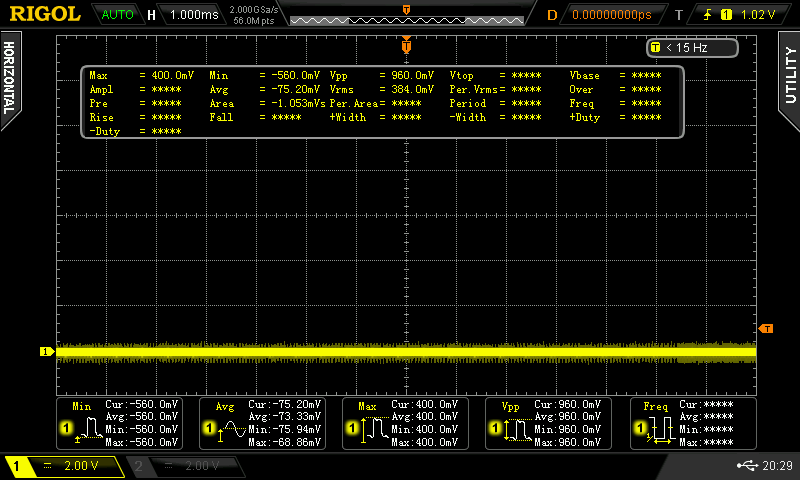 RIGOL AUTO H 1.000ms 2.000GSa/s 56.0M pts T D 0.00000000ps T 1 1.02 V
HORIZONTAL
UTILITY
T
T < 15 Hz
Max = 400.0mV Min = -560.0mV Vpp = 960.0mV Vtop = ***** Vbase = *****
Ampl = ***** Avg = -75.20mV Vrms = 384.0mV Per.Vrms= ***** Over = *****
Pre = ***** Area = -1.053mVs Per.Area= ***** Period = ***** Freq = *****
Rise = ***** Fall = ***** +Width = ***** -Width = ***** +Duty = *****
-Duty = *****
T
1
Min Cur:-560.0mV
Avg:-560.0mV
1 Min:-560.0mV
Max:-560.0mV
Avg Cur:-75.20mV
Avg:-73.33mV
1 Min:-75.94mV
Max:-68.86mV
Max Cur:400.0mV
Avg:400.0mV
1 Min:400.0mV
Max:400.0mV
Vpp Cur:960.0mV
Avg:960.0mV
1 Min:960.0mV
Max:960.0mV
Freq Cur:*****
Avg:*****
1 Min:*****
Max:*****
1 = 2.00 V 2 = 2.00 V 20:29